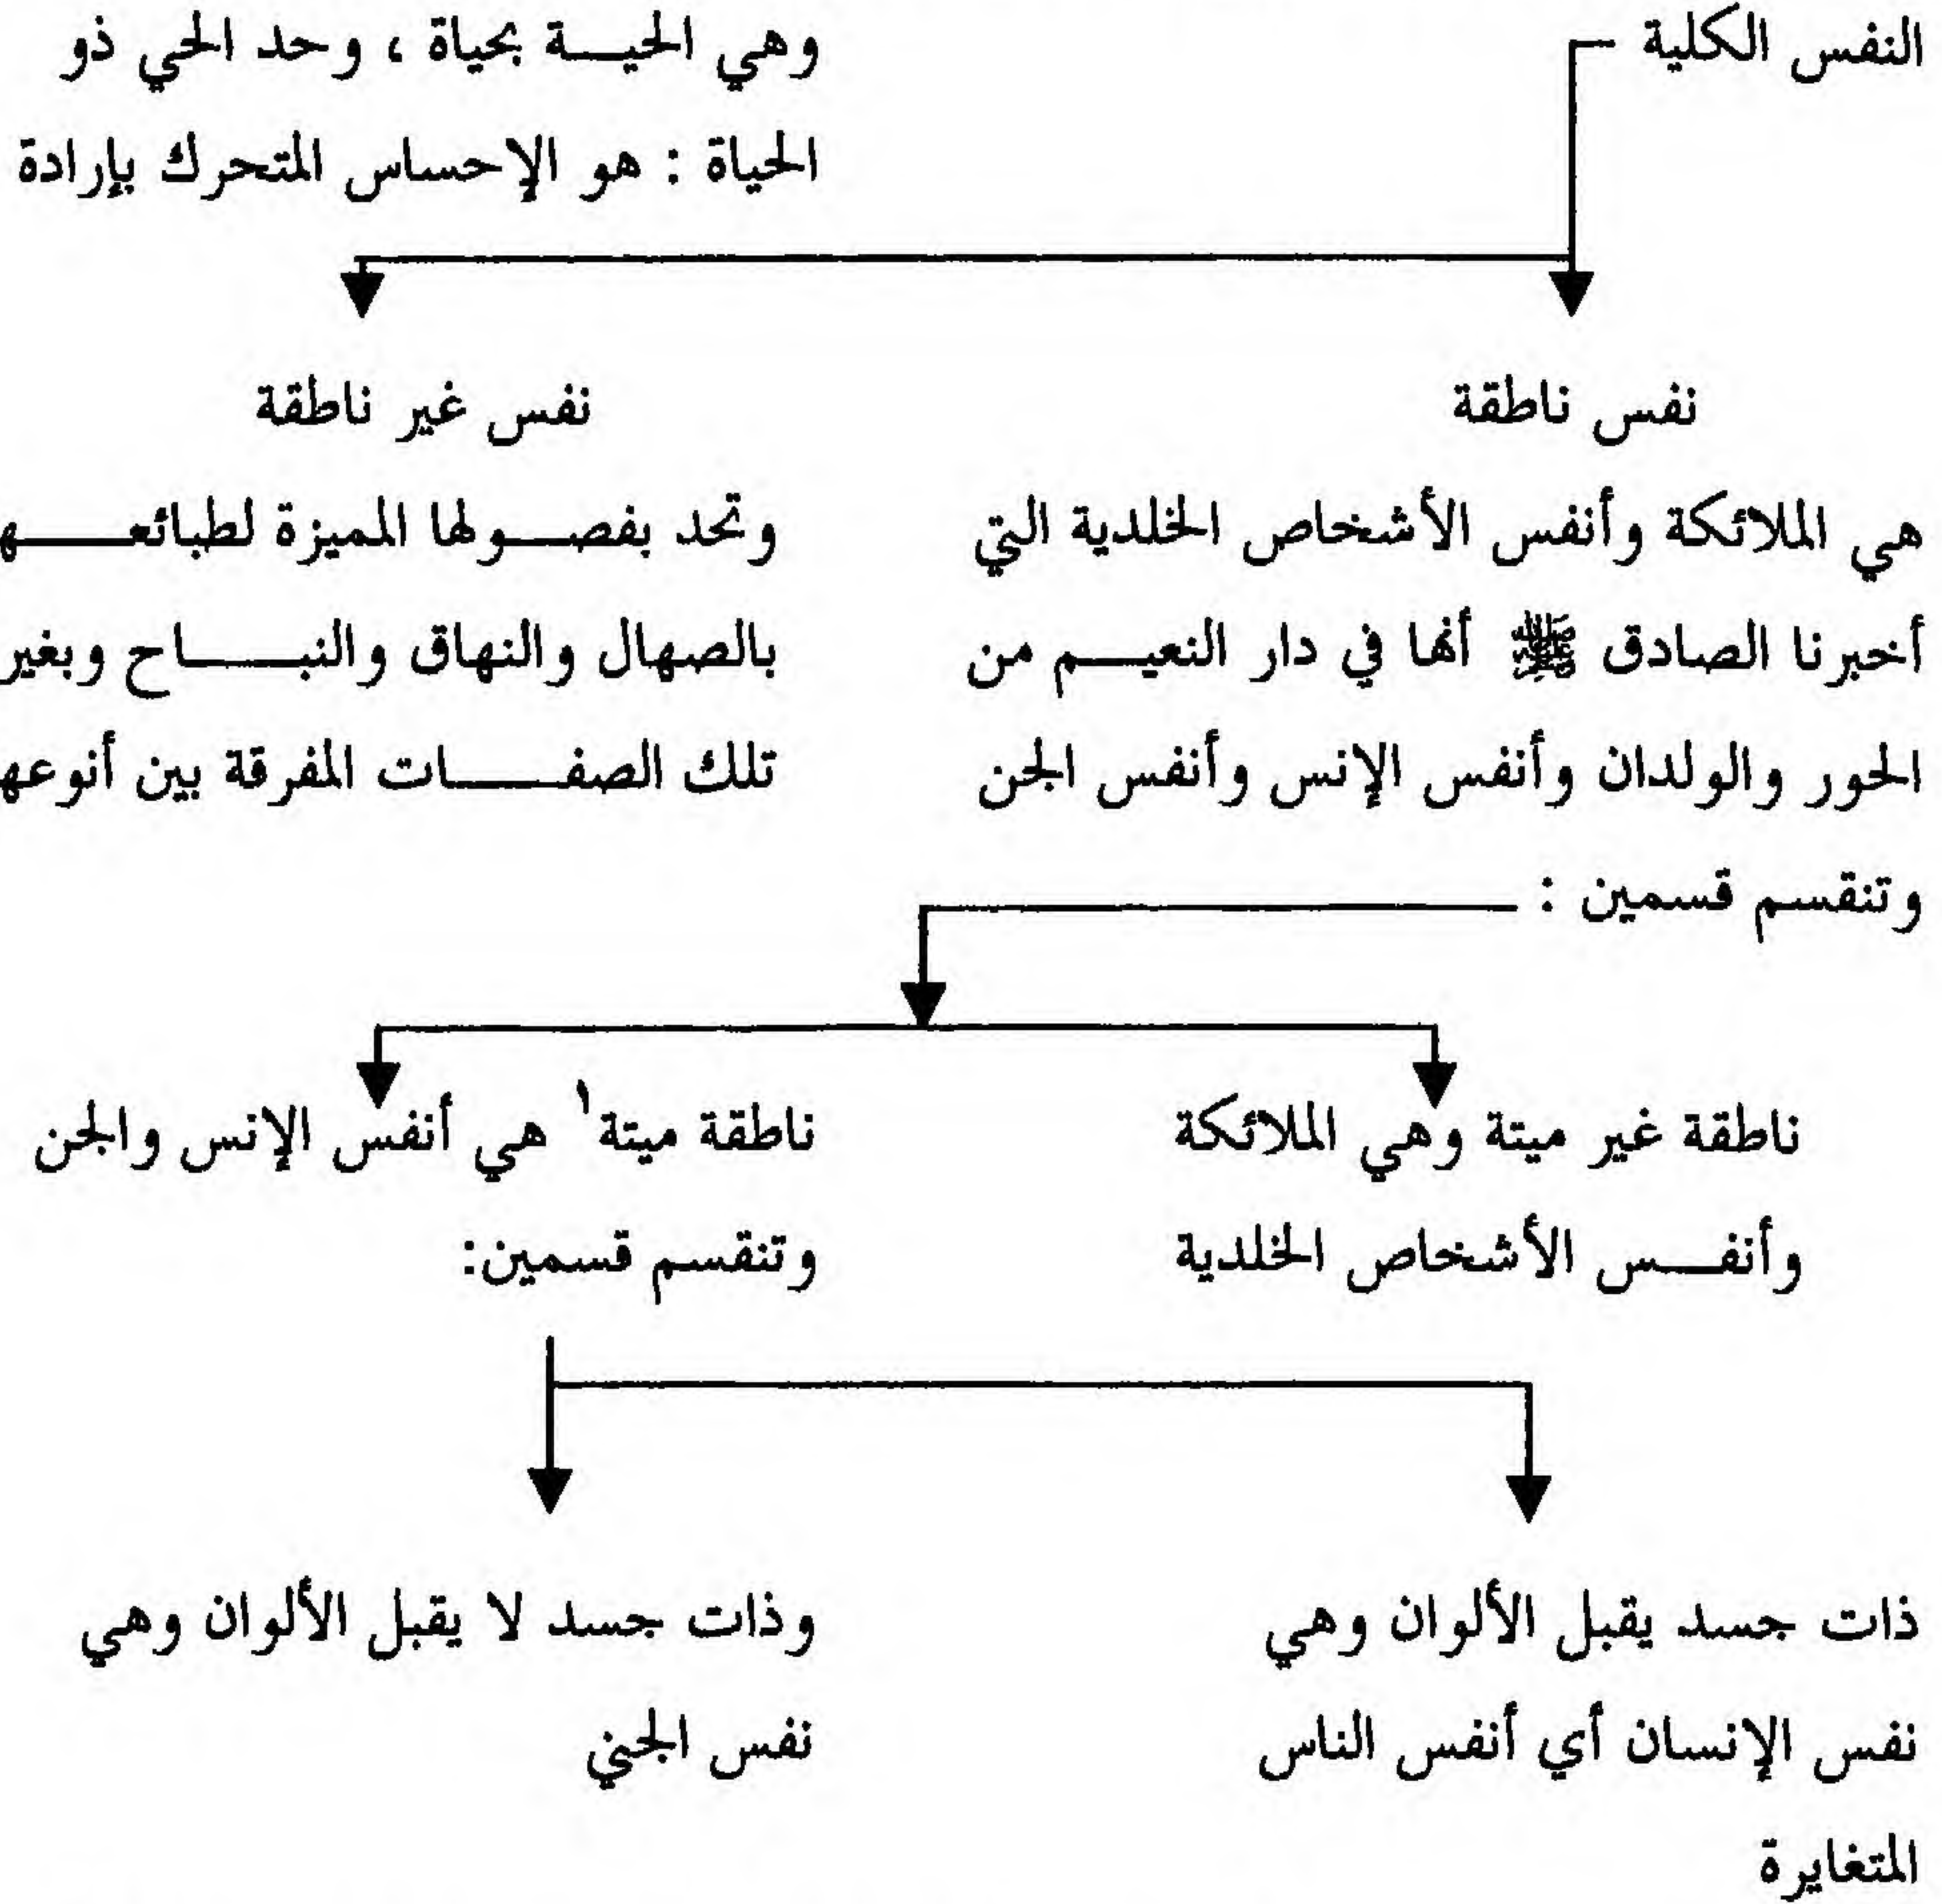 النفس الكلية
وهي الحية بحياة ، وحد الحي ذو
الحياة : هو الإحساس المتحرك بإرادة
نفس ناطقة
هي الملائكة وأنفس الأشخاص الخلدية التي
أخبرنا الصادق ﷺ أنها في دار النعيم من
الحور والولدان وأنفس الإنس وأنفس الجن
وتنقسم قسمين :
نفس غير ناطقة
وتحد بفصولها المميزة لطبائعه
بالصهال والنهاق والنباح وبغير
تلك الصفات المفرقة بين أنوعه
ناطقة غير ميتة وهي الملائكة
وأنفس الأشخاص الخلدية
ناطقة ميتة١ هي أنفس الإنس والجن
وتنقسم قسمين:
ذات جسد يقبل الألوان وهي
نفس الإنسان أي أنفس الناس
المتغايرة
وذات جسد لا يقبل الألوان وهي
نفس الجني